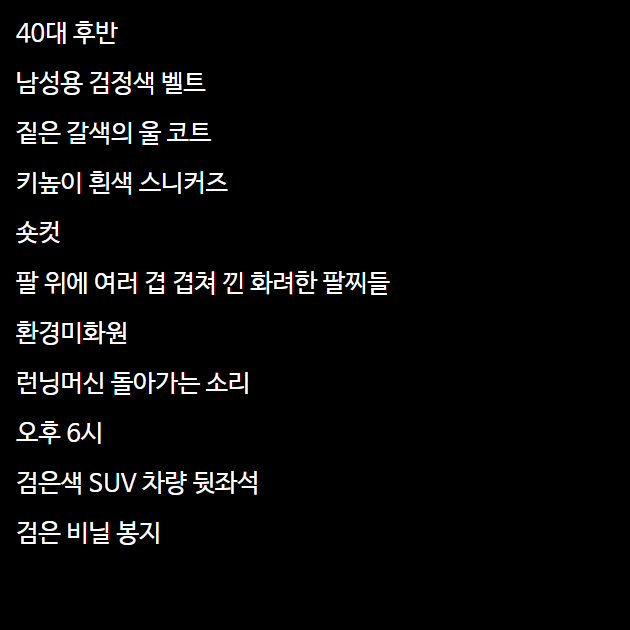 40대 후반
남성용 검정색 벨트
짙은 갈색의 울 코트
키높이 흰색 스니커즈
숏컷
팔 위에 여러 겹 겹쳐 낀 화려한 팔찌들
환경미화원
런닝머신 돌아가는 소리
오후 6시
검은색 SUV 차량 뒷좌석
검은 비닐 봉지